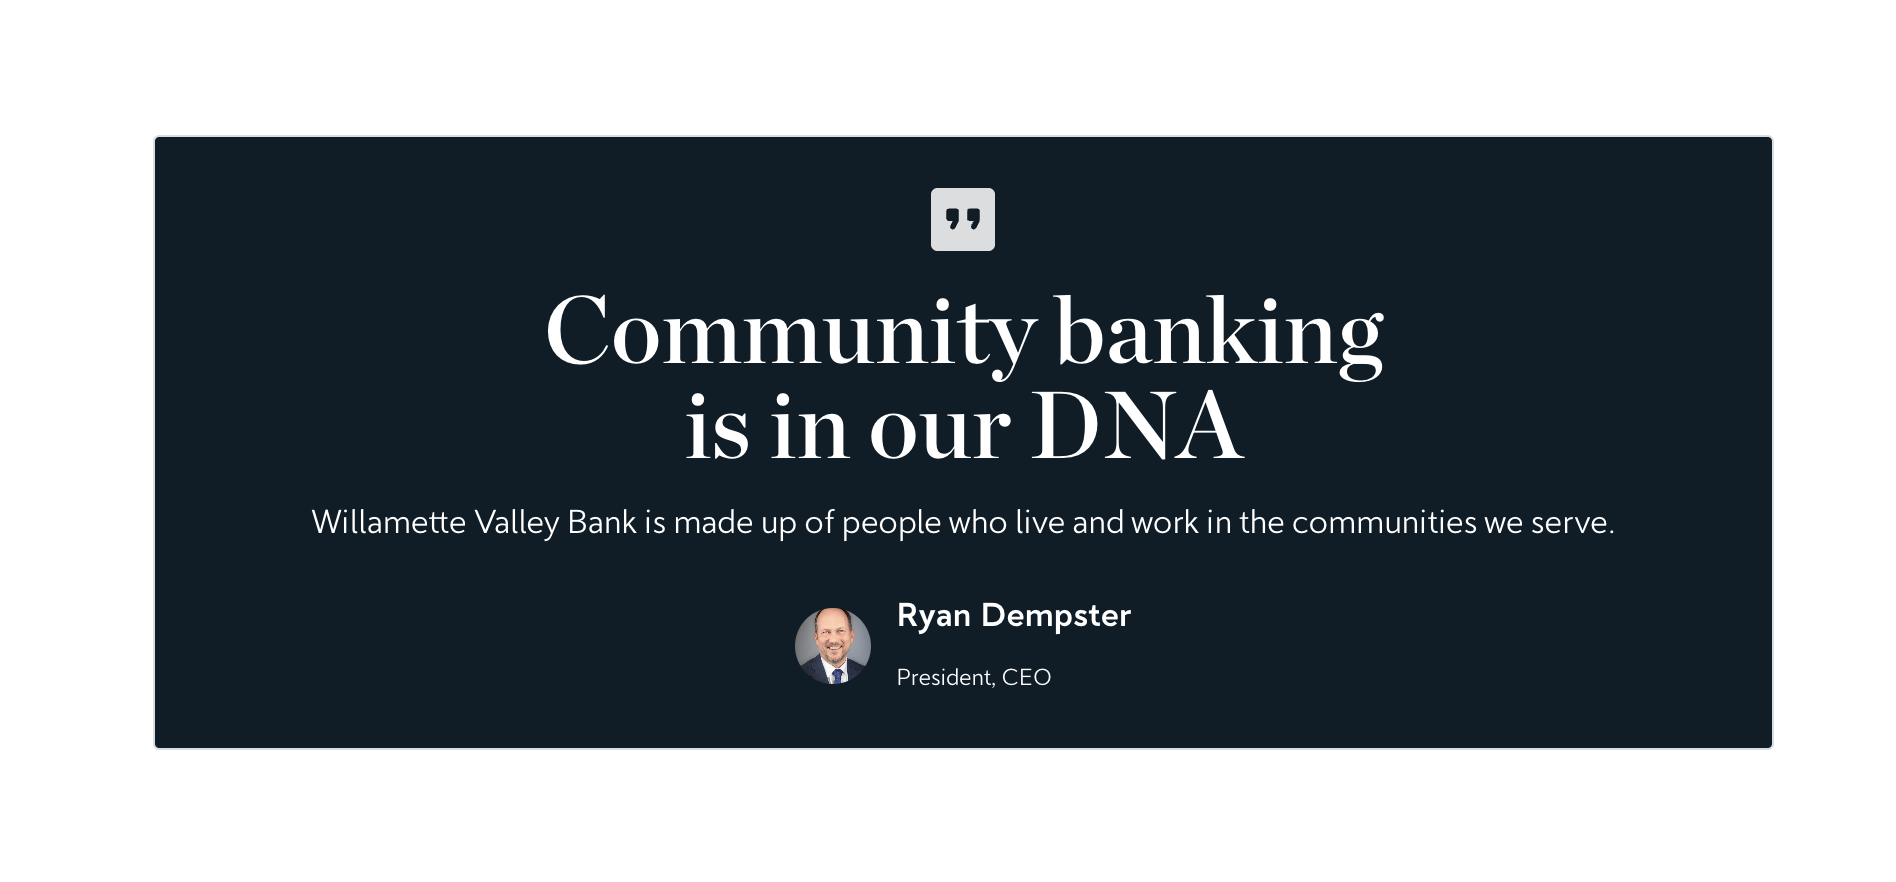 ”
Community banking
is in our DNA
Willamette Valley Bank is made up of people who live and work in the communities we serve.
Ryan Dempster
President, CEO